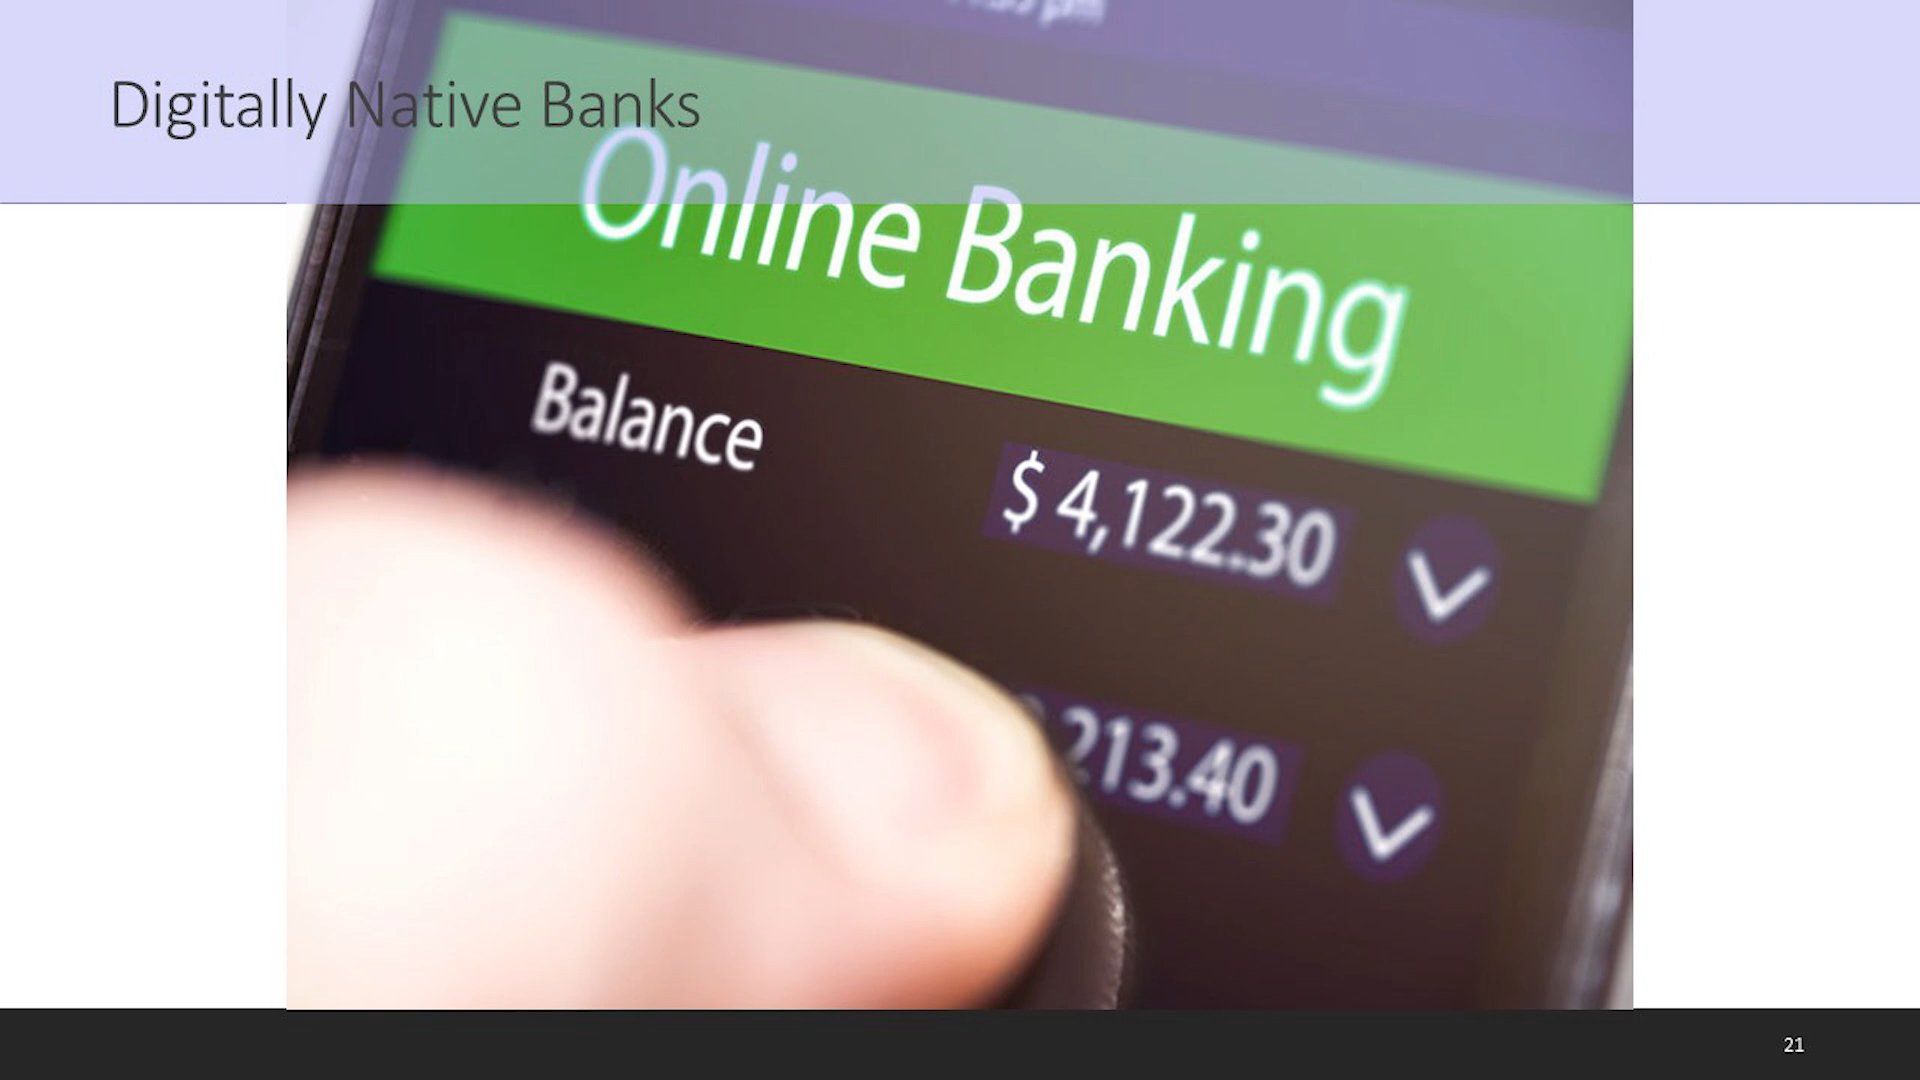 Digitally Native Banks
Online Banking
Balance
$ 4,122.30
213.40
21